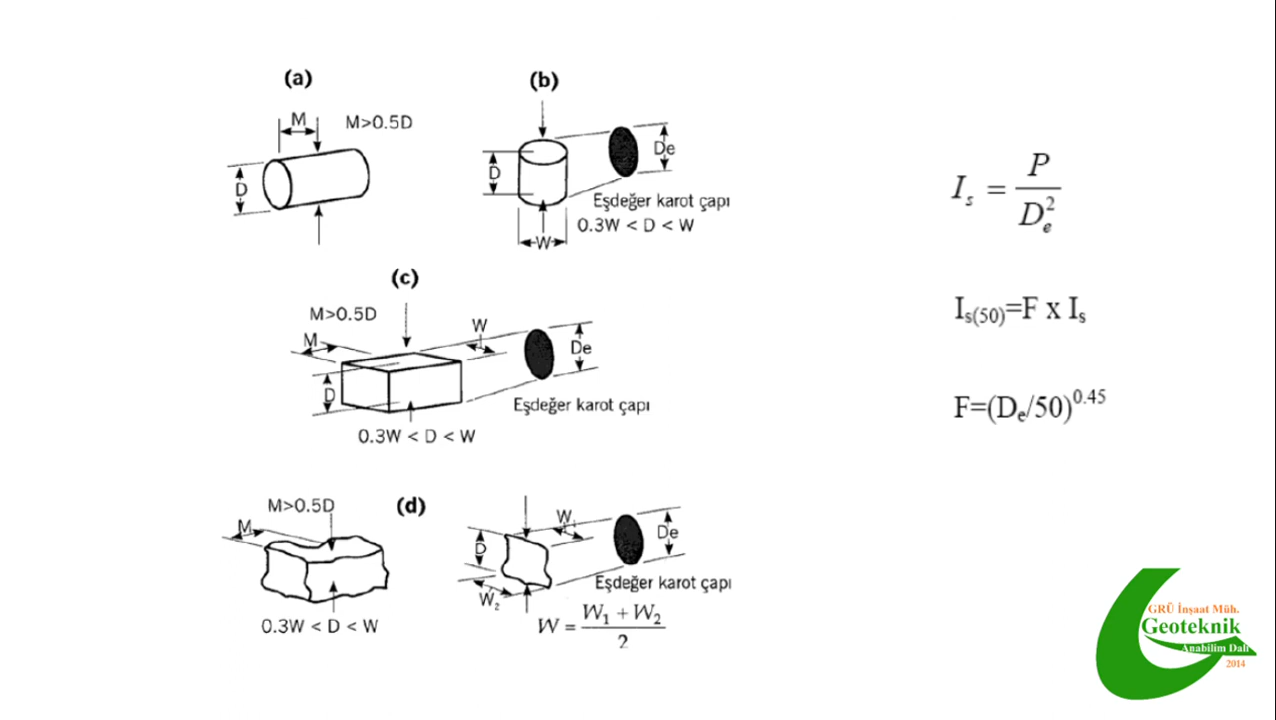 (a)
M
M>0.5D
D
(b)
D
De
Eşdeğer karot çapı
0.3W < D < W
W
(c)
M>0.5D
M
W
De
D
Eşdeğer karot çapı
0.3W < D < W
(d)
M>0.5D
M
0.3W < D < W
W₁
D
De
W₂
Eşdeğer karot çapı
W = (W₁ + W₂)/2
Iₛ = P/Dₑ²
Iₛ₍₅₀₎=F x Iₛ
F=(Dₑ/50)⁰·⁴⁵
GRÜ İnşaat Müh.
Geoteknik
Anabilim Dalı
2014